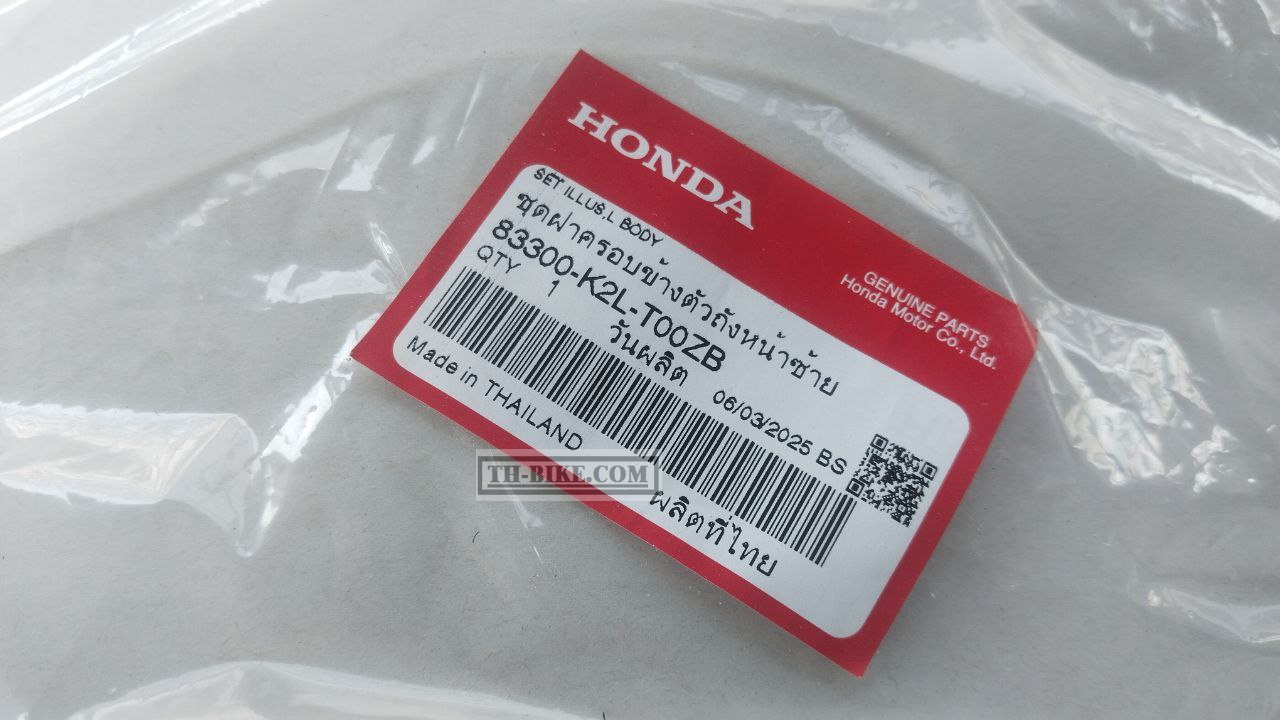 HONDA
GENUINE PARTS
Honda Motor Co., Ltd.
SET ILLUS.L BODY
ชุดฝาครอบข้างตัวถังหน้าซ้าย
83300-K2L-T00ZB
QTY 1 วันผลิต 06/03/2025 BS
Made in THAILAND ผลิตที่ไทย
TH-BIKE.COM